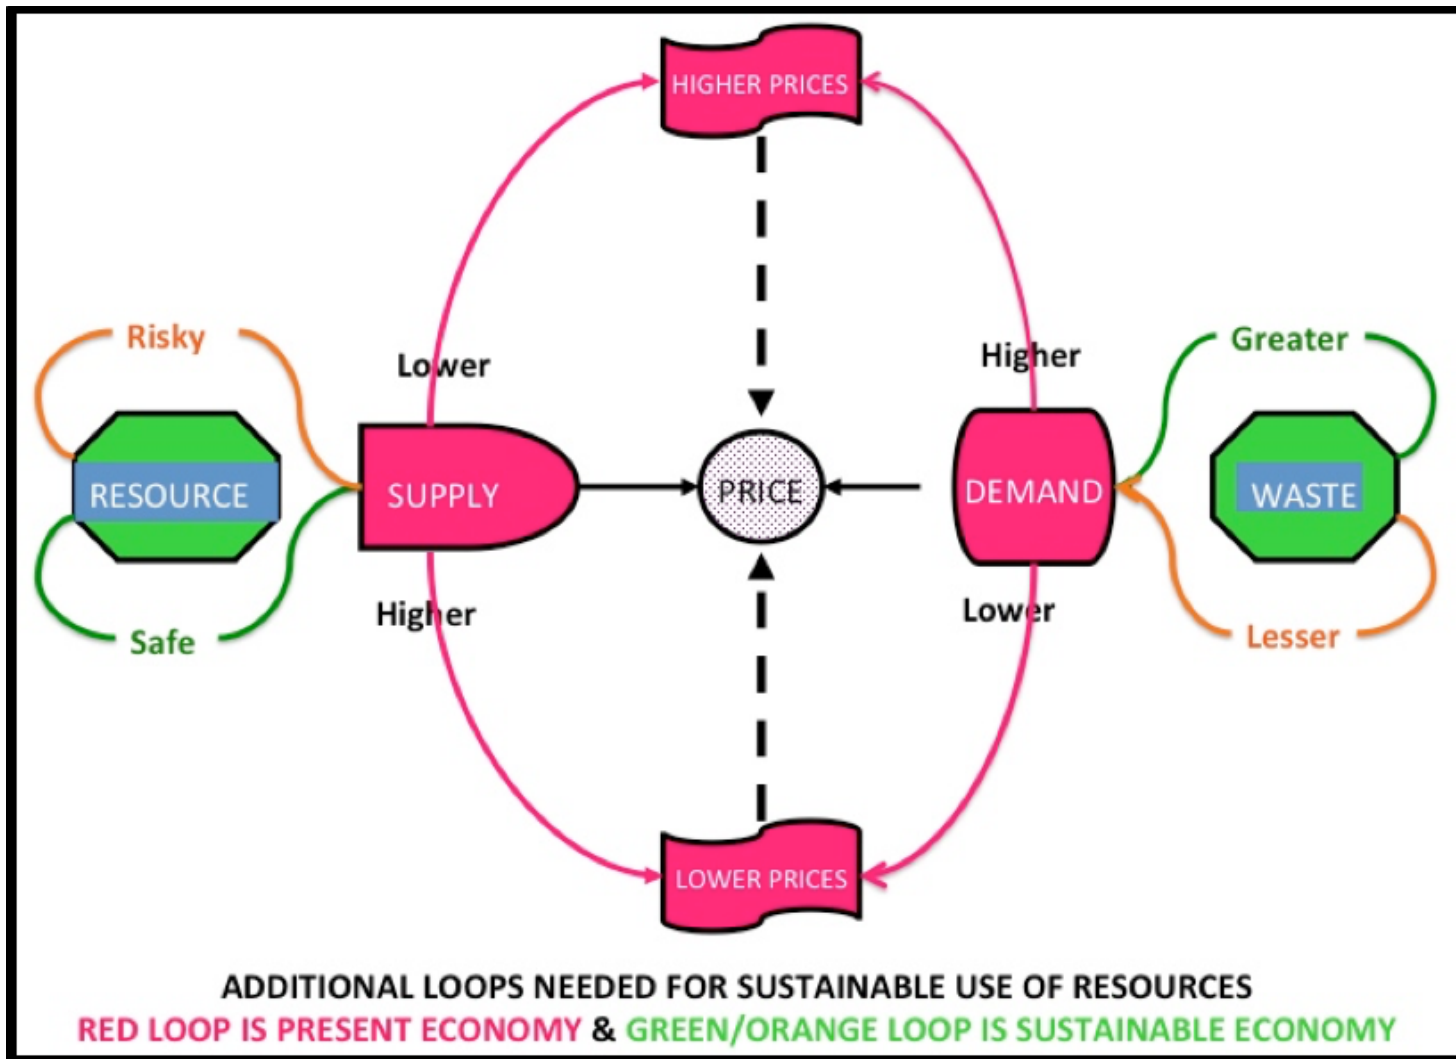 HIGHER PRICES
Risky
Lower
Higher
Greater
RESOURCE
SUPPLY
PRICE
DEMAND
WASTE
Safe
Higher
Lower
Lesser
LOWER PRICES
ADDITIONAL LOOPS NEEDED FOR SUSTAINABLE USE OF RESOURCES
RED LOOP IS PRESENT ECONOMY & GREEN/ORANGE LOOP IS SUSTAINABLE ECONOMY